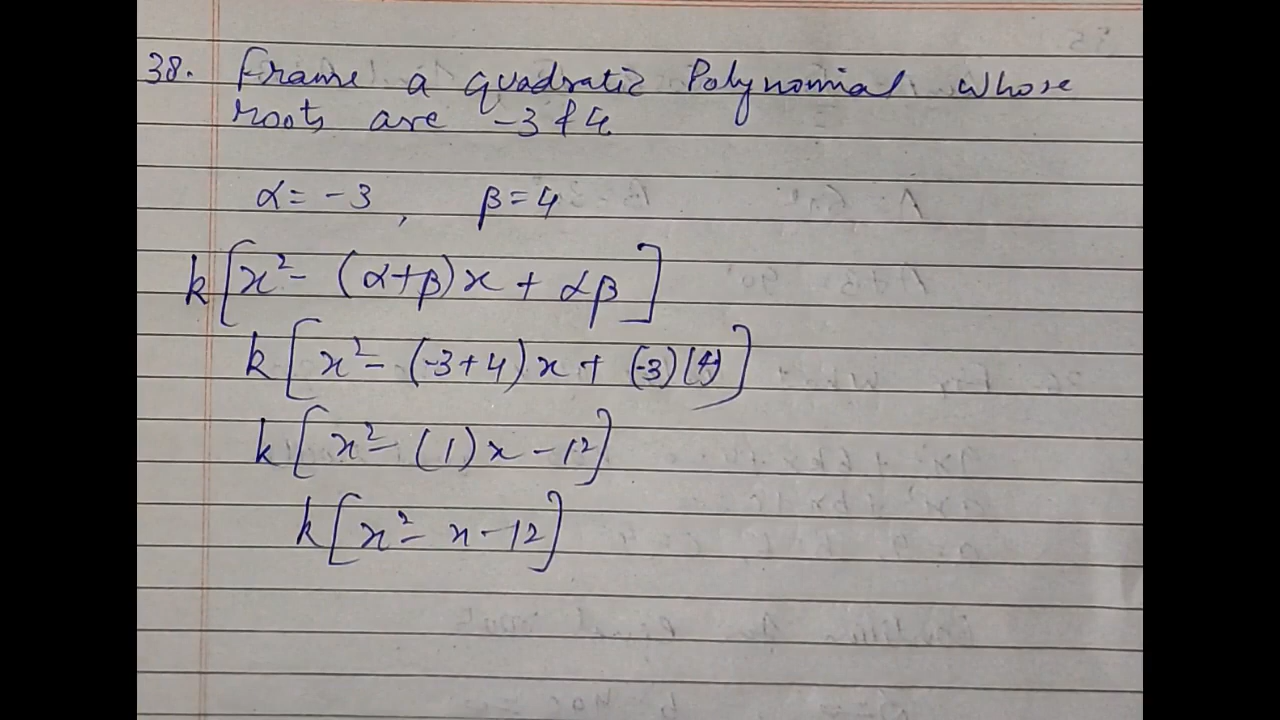 38. Frame a quadratic Polynomial whose
roots are -3 & 4
α = -3 , β = 4
k[x² - (α+β)x + αβ]
k[x² - (-3+4)x + (-3)(4)]
k[x² - (1)x - 12]
k[x² - x - 12]